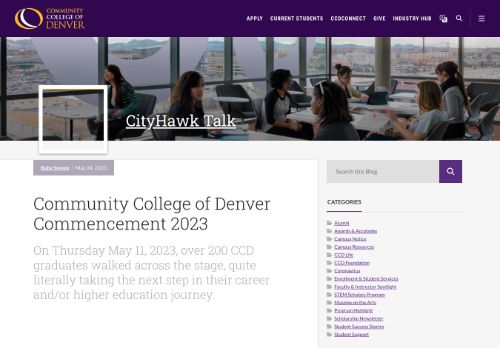 COMMUNITY
COLLEGE OF
DENVER
APPLY CURRENT STUDENTS CCDCONNECT GIVE INDUSTRY HUB
CityHawk Talk
/ May 24, 2023
Search this Blog
Community College of Denver
Commencement 2023
On Thursday May 11, 2023, over 200 CCD
graduates walked across the stage, quite
literally taking the next step in their career
and/or higher education journey.
CATEGORIES
Alumni
Awards & Accolades
Campus Notice
Campus Resources
CCD Life
CCD Foundation
Coronavirus
Enrollment & Student Services
Faculty & Instructor Spotlight
STEM Scholars Program
Musings on the Arts
Program Highlight
Scholarship Newsletter
Student Success Stories
Student Support